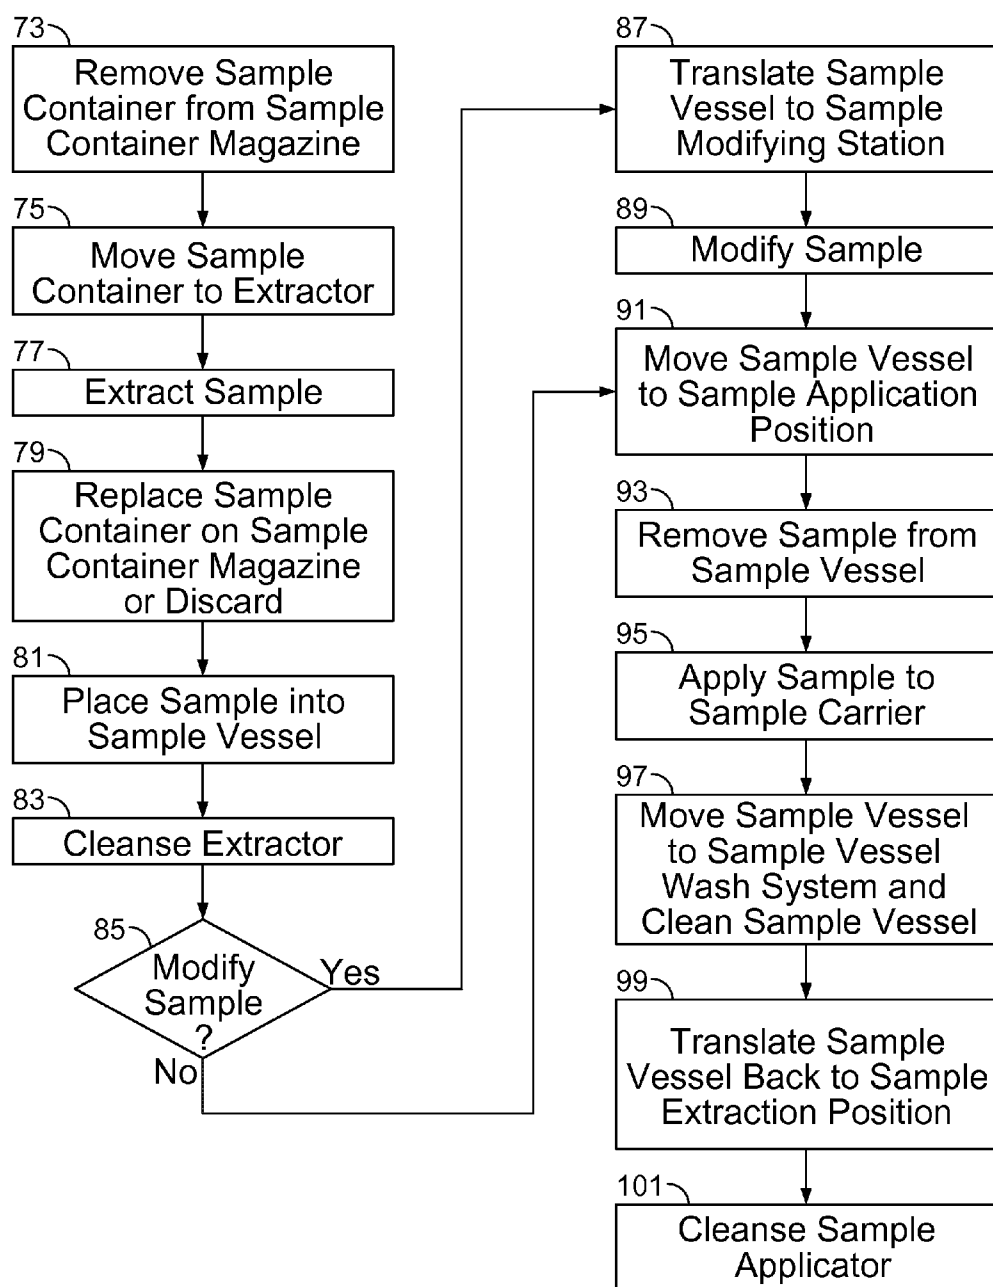 73
Remove Sample
Container from Sample
Container Magazine
75
Move Sample
Container to Extractor
77
Extract Sample
79
Replace Sample
Container on Sample
Container Magazine
or Discard
81
Place Sample into
Sample Vessel
83
Cleanse Extractor
85
Modify
Sample
?
Yes
No
87
Translate Sample
Vessel to Sample
Modifying Station
89
Modify Sample
91
Move Sample Vessel
to Sample Application
Position
93
Remove Sample from
Sample Vessel
95
Apply Sample to
Sample Carrier
97
Move Sample Vessel
to Sample Vessel
Wash System and
Clean Sample Vessel
99
Translate Sample
Vessel Back to Sample
Extraction Position
101
Cleanse Sample
Applicator